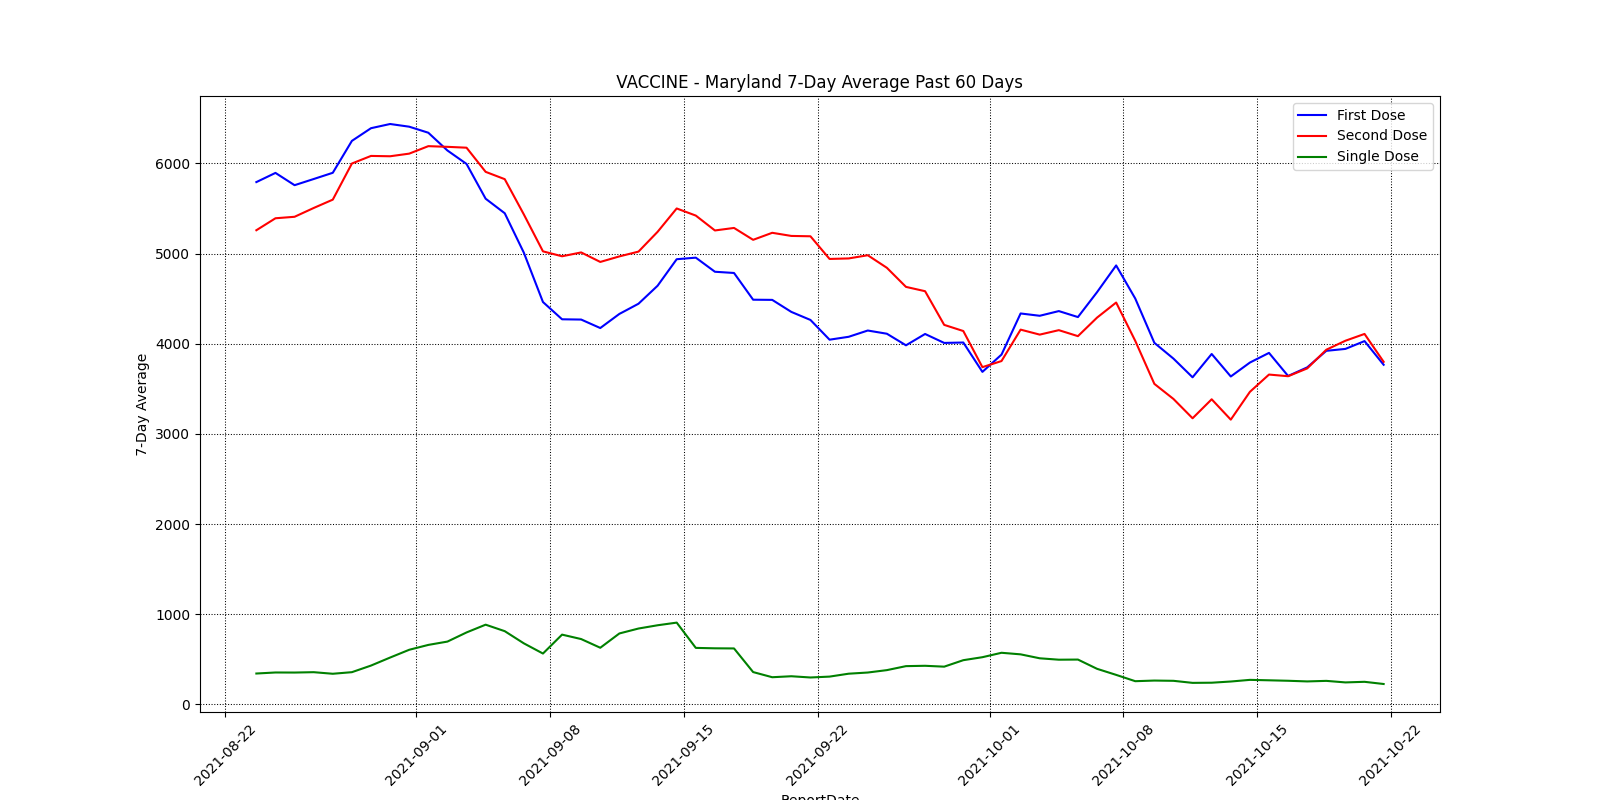 VACCINE - Maryland 7-Day Average Past 60 Days
First Dose
Second Dose
Single Dose
7-Day Average
6000
5000
4000
3000
2000
1000
0
2021-08-22
2021-09-01
2021-09-08
2021-09-15
2021-09-22
2021-10-01
2021-10-08
2021-10-15
2021-10-22
ReportDate